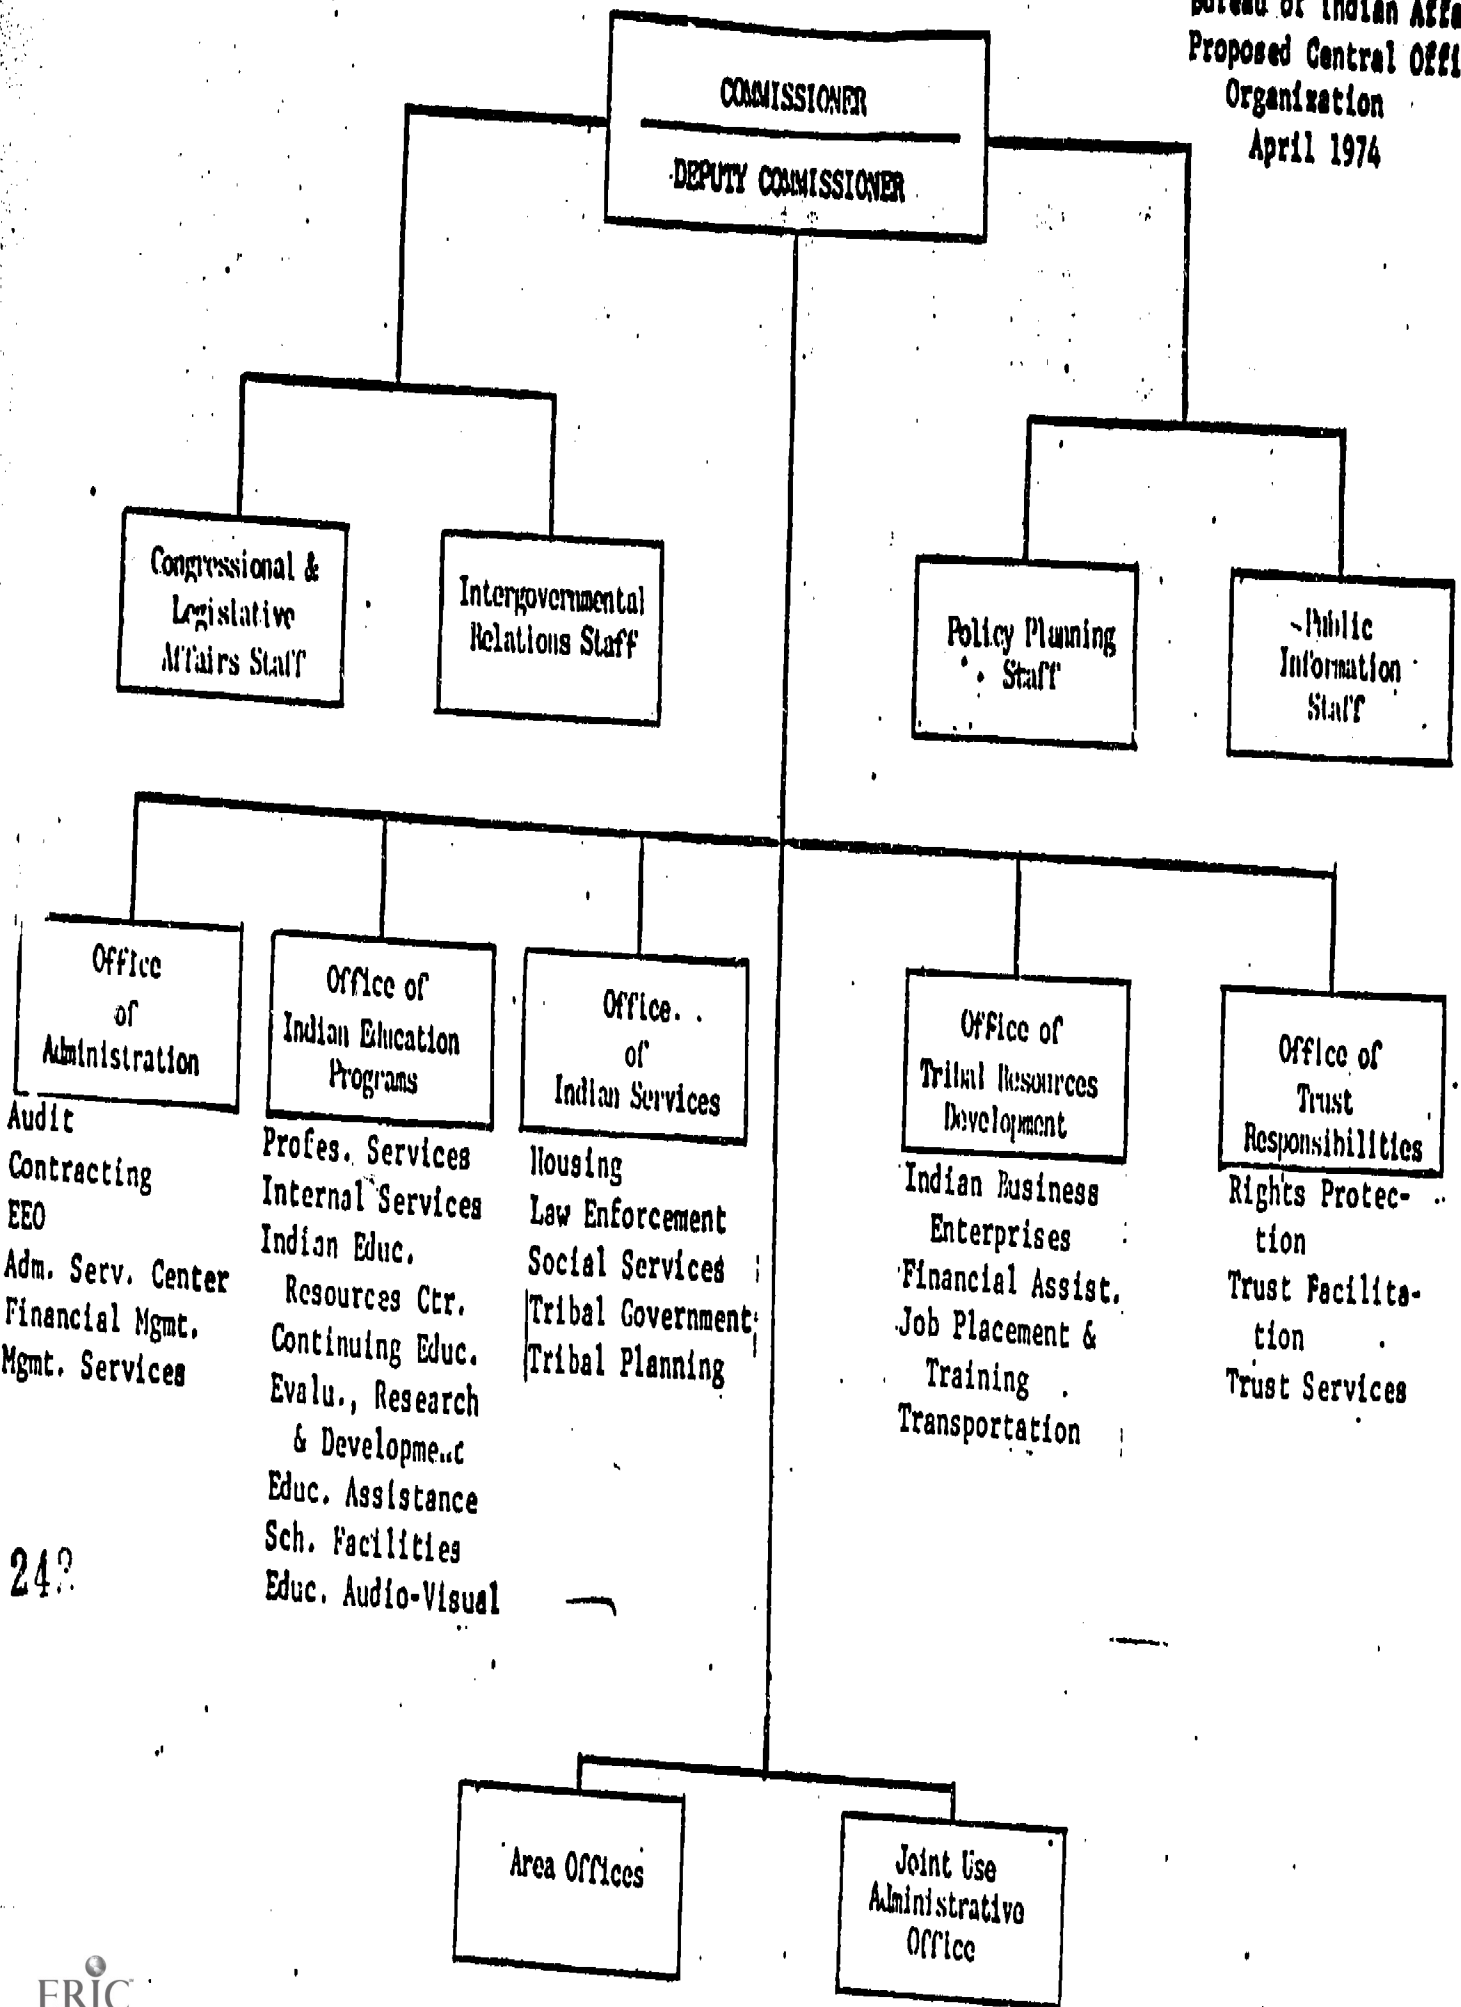 Bureau of Indian Affa
Proposed Central Offi
Organization
April 1974
COMMISSIONER
DEPUTY COMMISSIONER
Congressional &
Legislative
Affairs Staff
Intergovernmental
Relations Staff
Policy Planning
Staff
Public
Information
Staff
Office
of
Administration
Audit
Contracting
EEO
Adm. Serv. Center
Financial Mgmt.
Mgmt. Services
Office of
Indian Education
Programs
Profes. Services
Internal Services
Indian Educ.
Resources Ctr.
Continuing Educ.
Evalu., Research
& Development
Educ. Assistance
Sch. Facilities
Educ. Audio-Visual
Office
of
Indian Services
Housing
Law Enforcement
Social Services
Tribal Government
Tribal Planning
Office of
Tribal Resources
Development
Indian Business
Enterprises
Financial Assist.
Job Placement &
Training
Transportation
Office of
Trust
Responsibilities
Rights Protec-
tion
Trust Facilita-
tion
Trust Services
Area Offices
Joint Use
Administrative
Office
ERIC